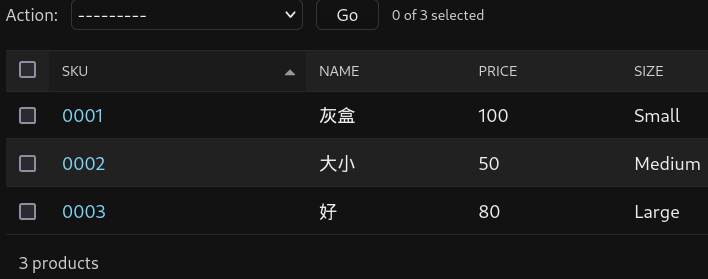 Action: --------- Go 0 of 3 selected
SKU NAME PRICE SIZE
0001 灰盒 100 Small
0002 大小 50 Medium
0003 好 80 Large
3 products